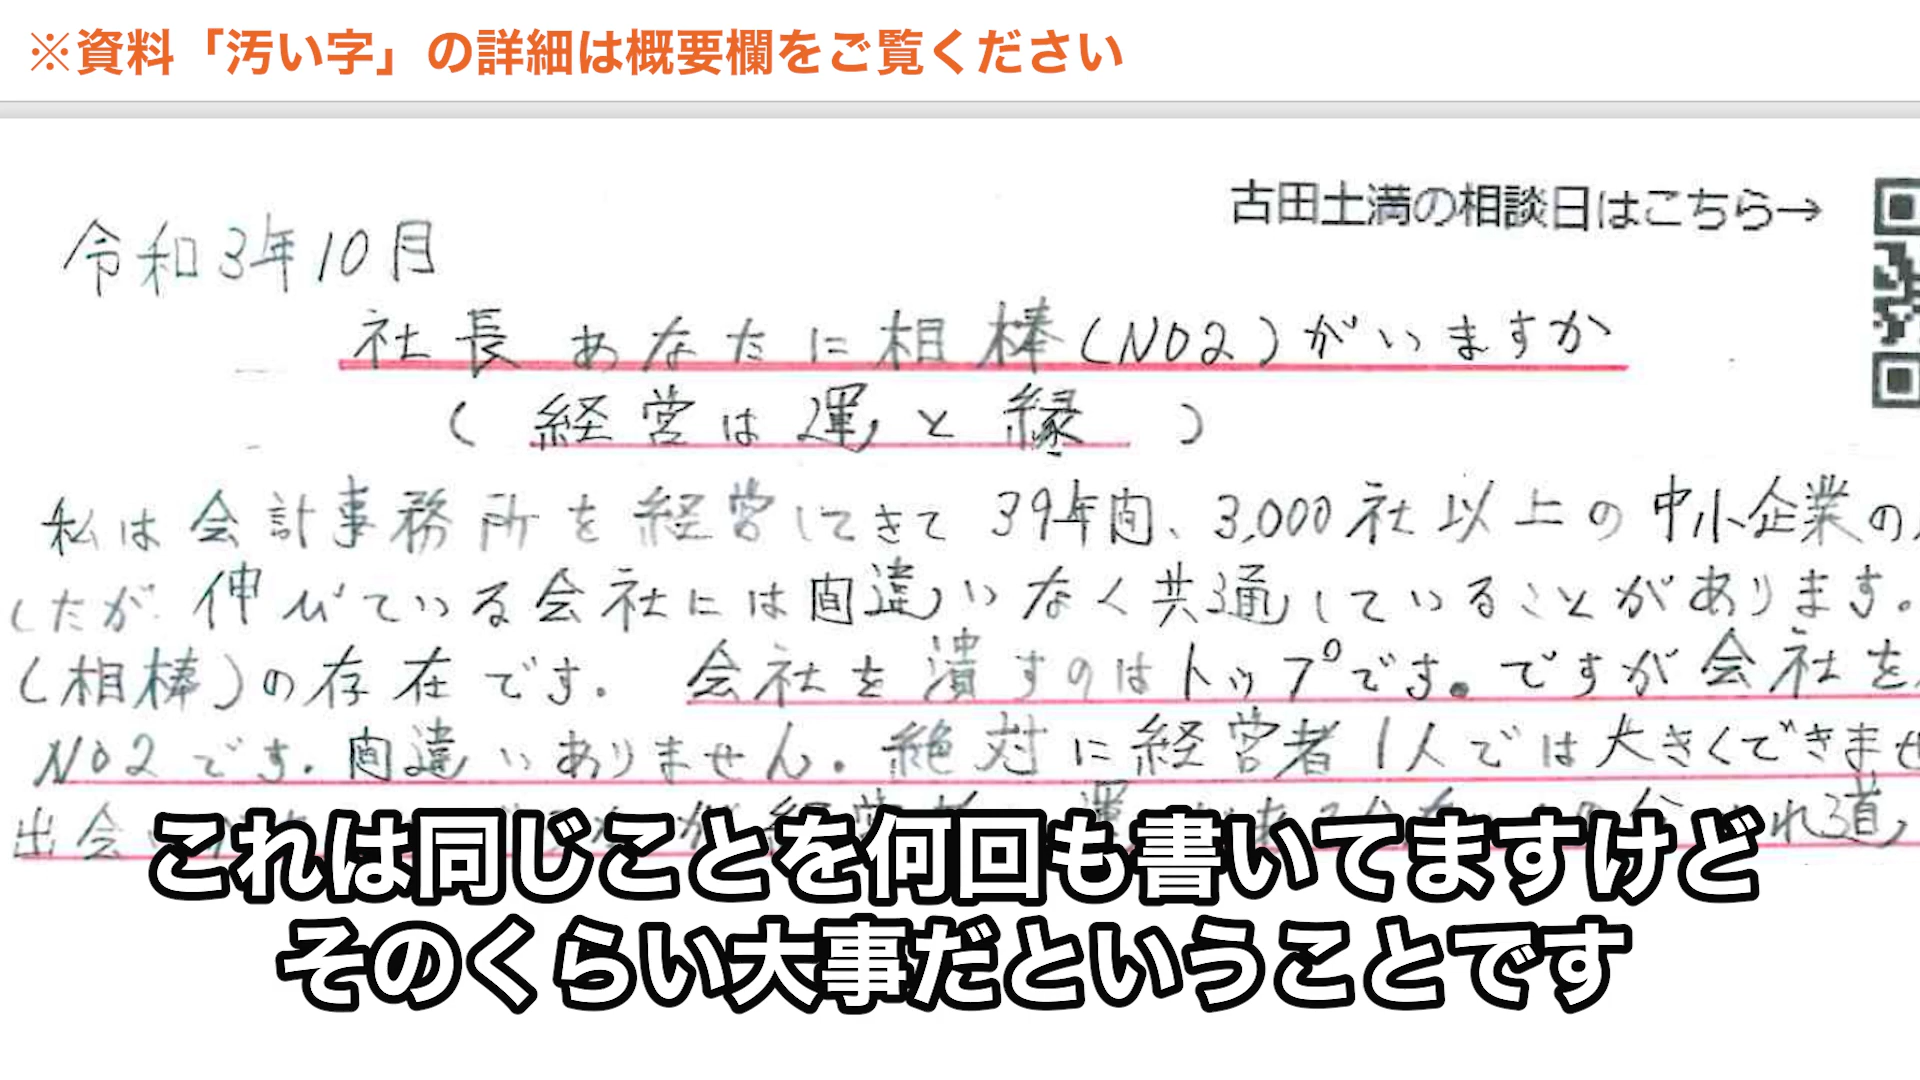 ※資料「汚い字」の詳細は概要欄をご覧ください
古田土満の相談日はこちら→
令和3年10月
社長あなたに相棒(NO2)がいますか
(経営は運と縁)
私は会計事務所を経営してきて39年間、3,000社以上の中小企業の
したが、伸びている会社には間違いなく共通していることがあります。
(相棒)の存在です。会社を潰すのはトップです。ですが会社を
NO2です。間違いありません。絶対に経営者1人では大きくできませ
出会
れ道
これは同じことを何回も書いてますけど
そのくらい大事だということです